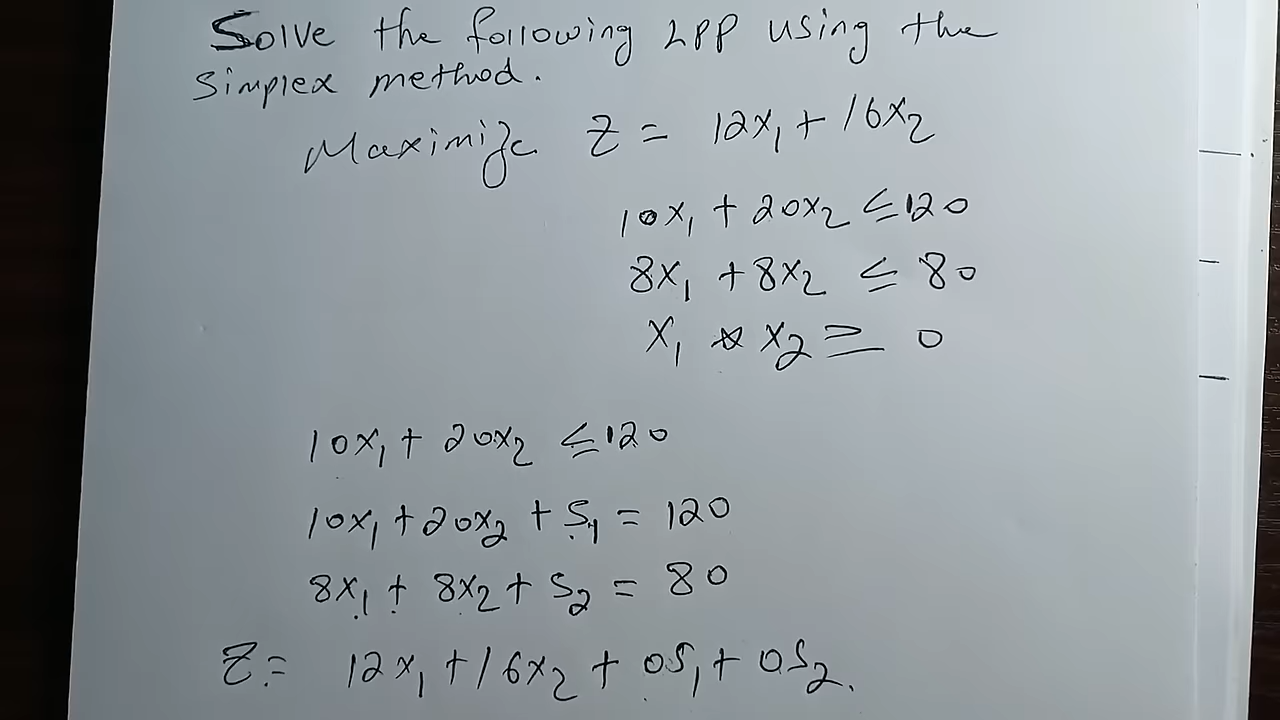 Solve the following LPP using the
simplex method.
Maximize Z = 12x₁ + 16x₂
10x₁ + 20x₂ ≤ 120
8x₁ + 8x₂ ≤ 80
x₁ & x₂ ≥ 0
10x₁ + 20x₂ ≤ 120
10x₁ + 20x₂ + S₁ = 120
8x₁ + 8x₂ + S₂ = 80
Z = 12x₁ + 16x₂ + 0S₁ + 0S₂.